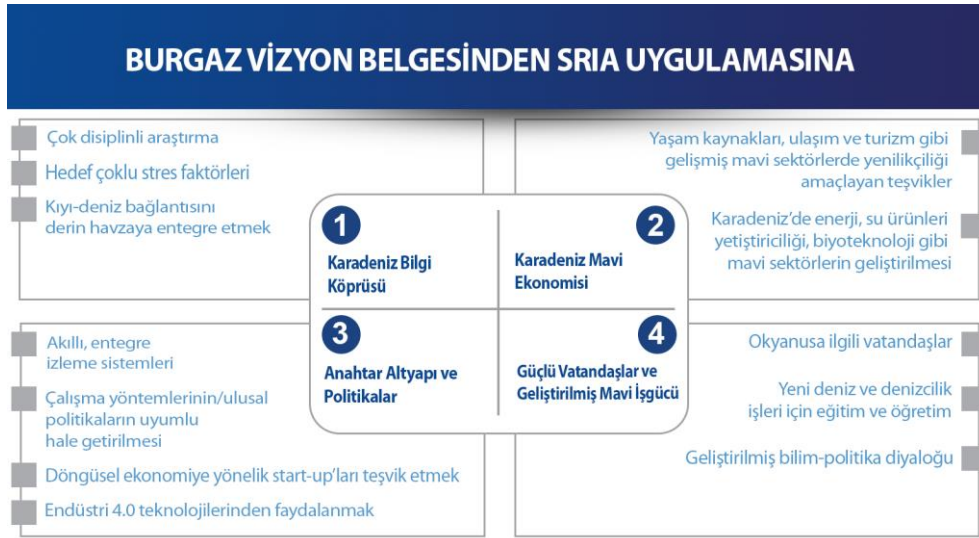 BURGAZ VİZYON BELGESİNDEN SRIA UYGULAMASINA
Çok disiplinli araştırma
Hedef çoklu stres faktörleri
Kıyı-deniz bağlantısını
derin havzaya entegre etmek
Yaşam kaynakları, ulaşım ve turizm gibi
gelişmiş mavi sektörlerde yenilikçiliği
amaçlayan teşvikler
Karadeniz'de enerji, su ürünleri
yetiştiriciliği, biyoteknoloji gibi
mavi sektörlerin geliştirilmesi
1
Karadeniz Bilgi
Köprüsü
2
Karadeniz Mavi
Ekonomisi
3
Anahtar Altyapı ve
Politikalar
4
Güçlü Vatandaşlar ve
Geliştirilmiş Mavi İşgücü
Akıllı, entegre
izleme sistemleri
Çalışma yöntemlerinin/ulusal
politikaların uyumlu
hale getirilmesi
Döngüsel ekonomiye yönelik start-up'ları teşvik etmek
Endüstri 4.0 teknolojilerinden faydalanmak
Okyanusa ilgili vatandaşlar
Yeni deniz ve denizcilik
işleri için eğitim ve öğretim
Geliştirilmiş bilim-politika diyaloğu